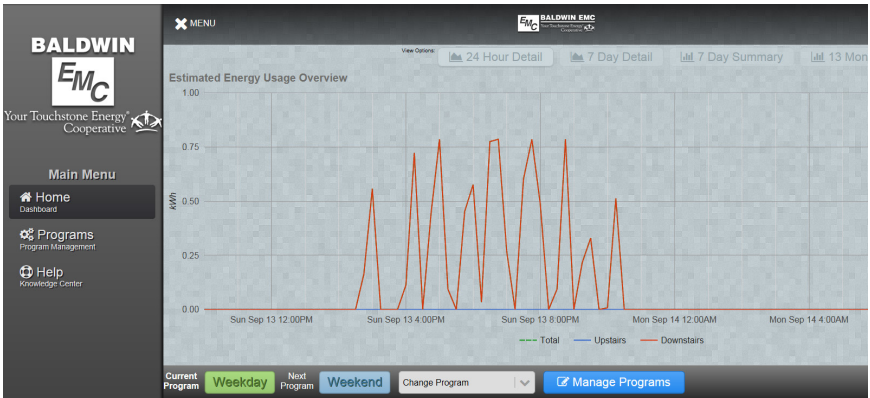 BALDWIN
EMC
Your Touchstone Energy®
Cooperative
Main Menu
Home
Dashboard
Programs
Program Management
Help
Knowledge Center
MENU
EMC
BALDWIN EMC
Your Touchstone Energy
Cooperative
View Options:
24 Hour Detail
7 Day Detail
7 Day Summary
13 Mon
Estimated Energy Usage Overview
1.00
0.75
0.50
0.25
0.00
kWh
Sun Sep 13 12:00PM
Sun Sep 13 4:00PM
Sun Sep 13 8:00PM
Mon Sep 14 12:00AM
Mon Sep 14 4:00AM
Total
Upstairs
Downstairs
Current
Program
Weekday
Next
Program
Weekend
Change Program
Manage Programs